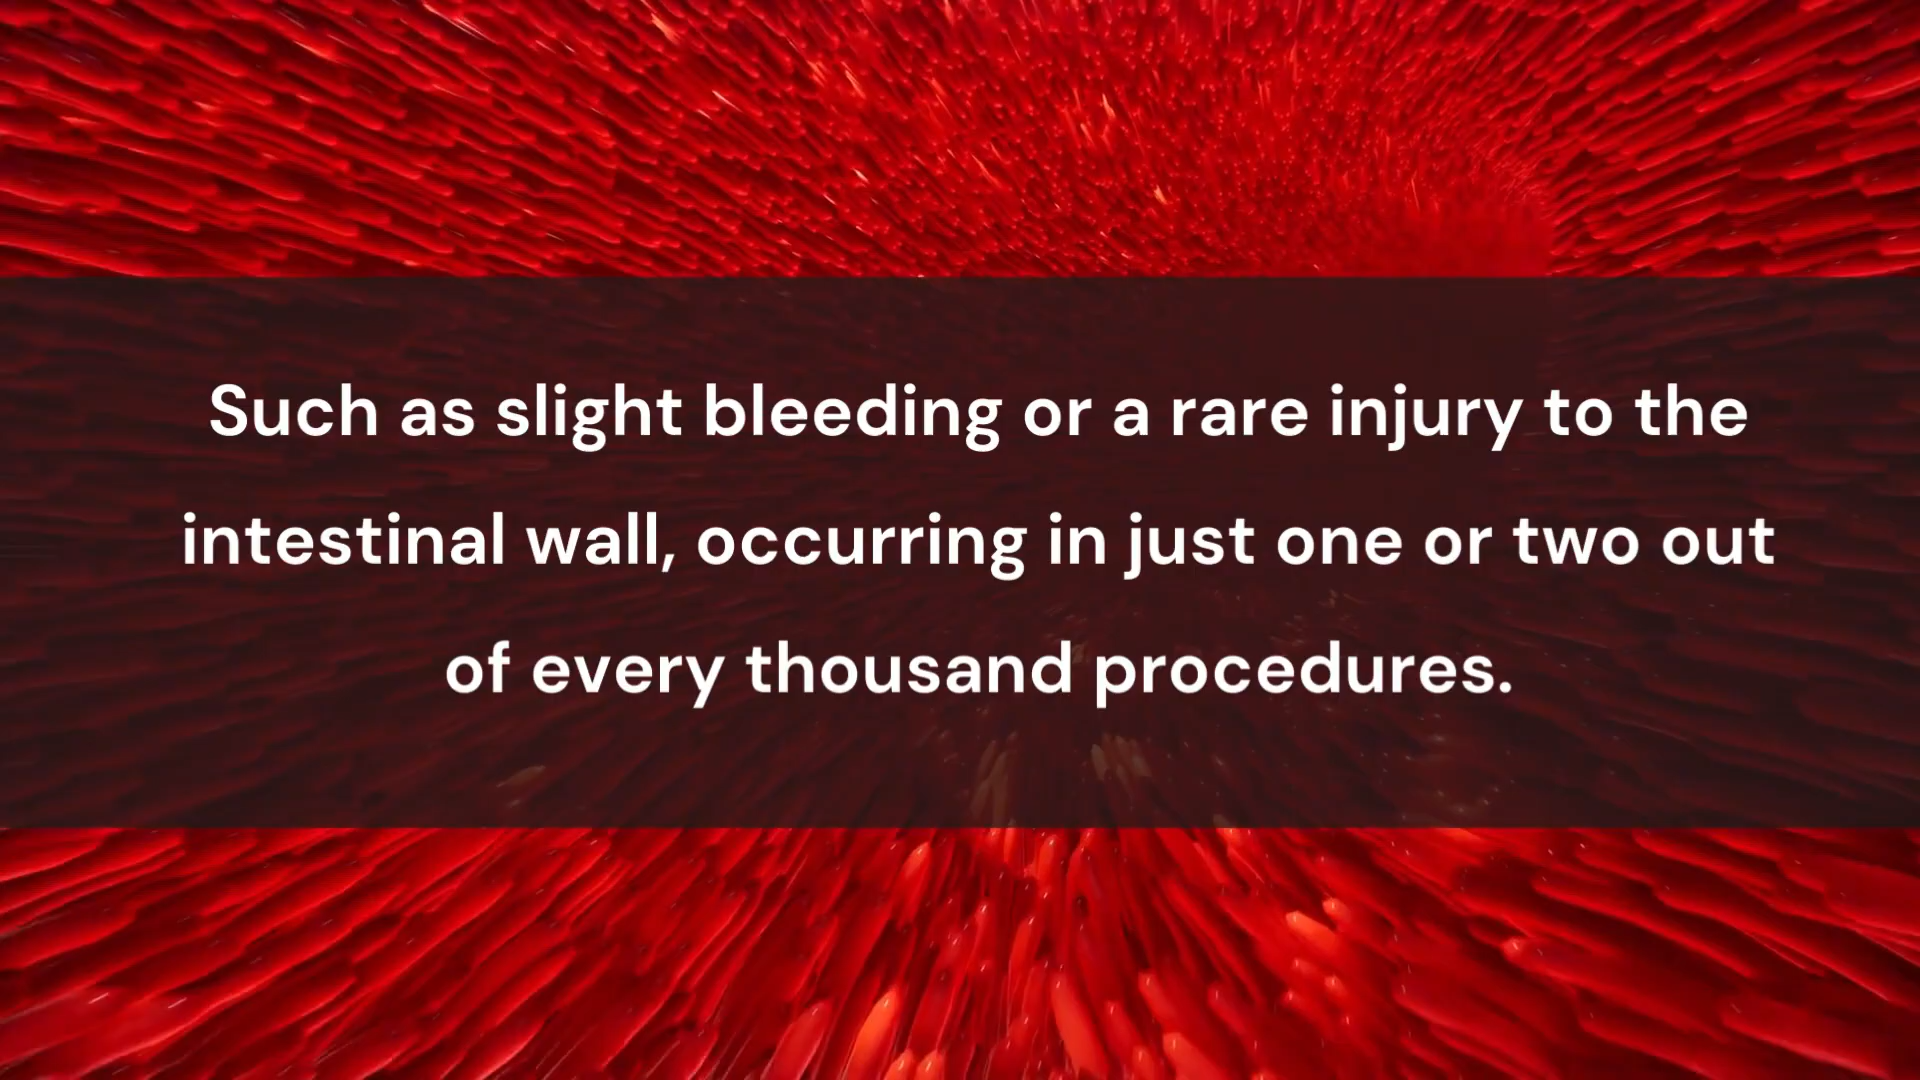 Such as slight bleeding or a rare injury to the
intestinal wall, occurring in just one or two out
of every thousand procedures.